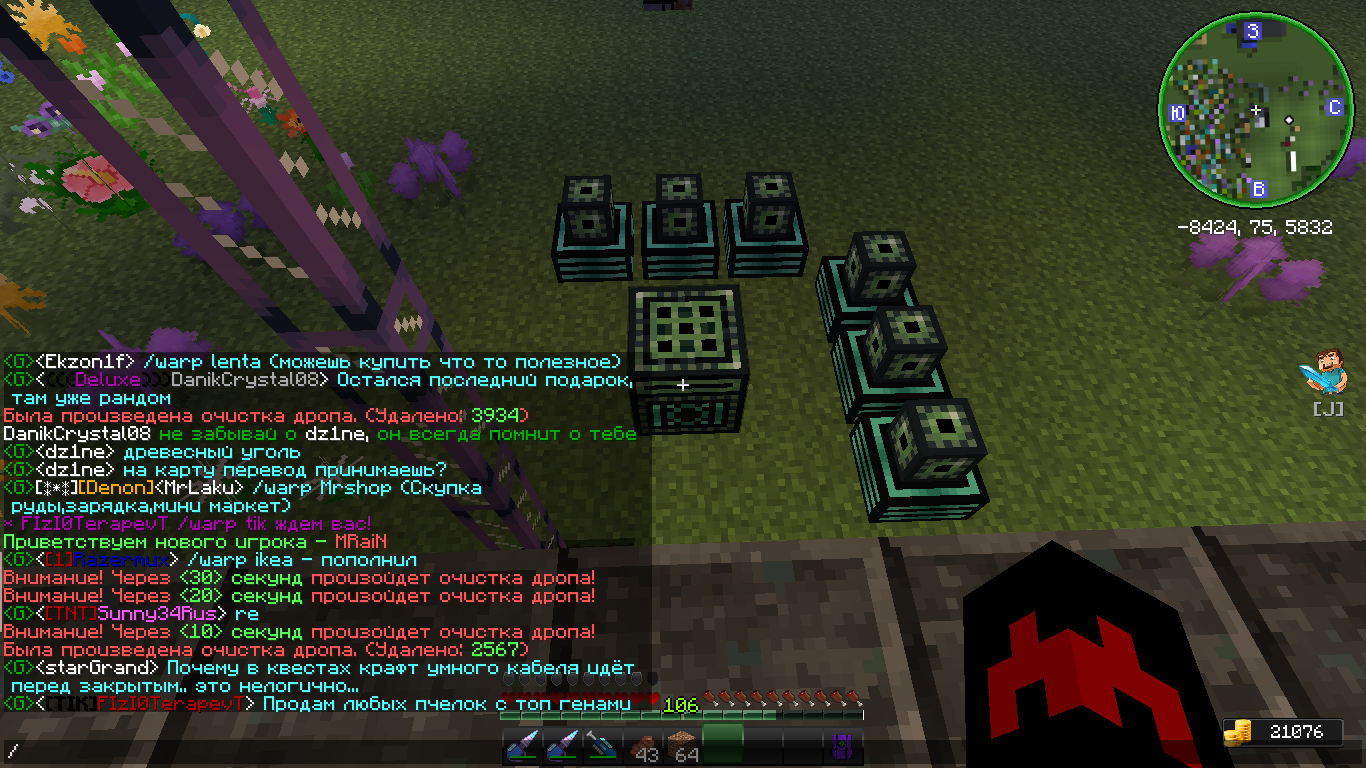 З
Ю
С
В
-8424, 75, 5832
[J]
<G><Ekzon1f> /warp lenta (можешь купить что то полезное)
<G><(((Deluxe))) DanikCrystal08> Остался последний подарок,
там уже рандом
Была произведена очистка дропа. (Удалено: 3934)
DanikCrystal08 не забывай о dz1ne, он всегда помнит о тебе
<G><dz1ne> древесный уголь
<G><dz1ne> на карту перевод принимаешь?
<G>[**][Denon]<MrLaku> /warp Mrshop (Скупка
руды,зарядка,мини маркет)
* FIzI0TerapevT /warp tik ждем вас!
Приветствуем нового игрока - MRaiN
<G><[1]Razermux> /warp ikea - пополнил
Внимание! Через <30> секунд произойдет очистка дропа!
Внимание! Через <20> секунд произойдет очистка дропа!
<G><[TNT]Sunny34Rus> re
Внимание! Через <10> секунд произойдет очистка дропа!
Была произведена очистка дропа. (Удалено: 2567)
<G><starGrand> Почему в квестах крафт умного кабеля идёт
перед закрытым.. это нелогично...
<G><[TIK]FIzI0TerapevT> Продам любых пчелок с топ генами
106
43
64
21076
/